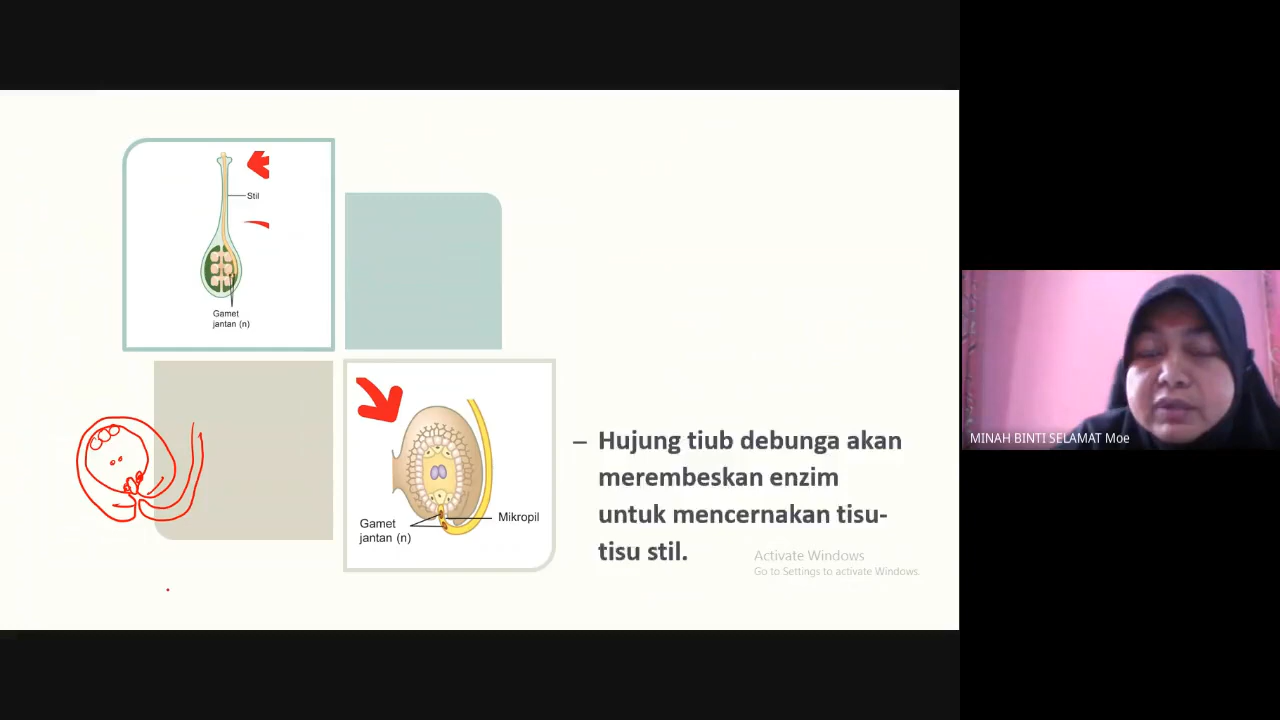 Stil
Gamet
jantan (n)
Gamet
jantan (n)
Mikropil
– Hujung tiub debunga akan
merembeskan enzim
untuk mencernakan tisu-
tisu stil.
Activate Windows
Go to Settings to activate Windows.
MINAH BINTI SELAMAT Moe